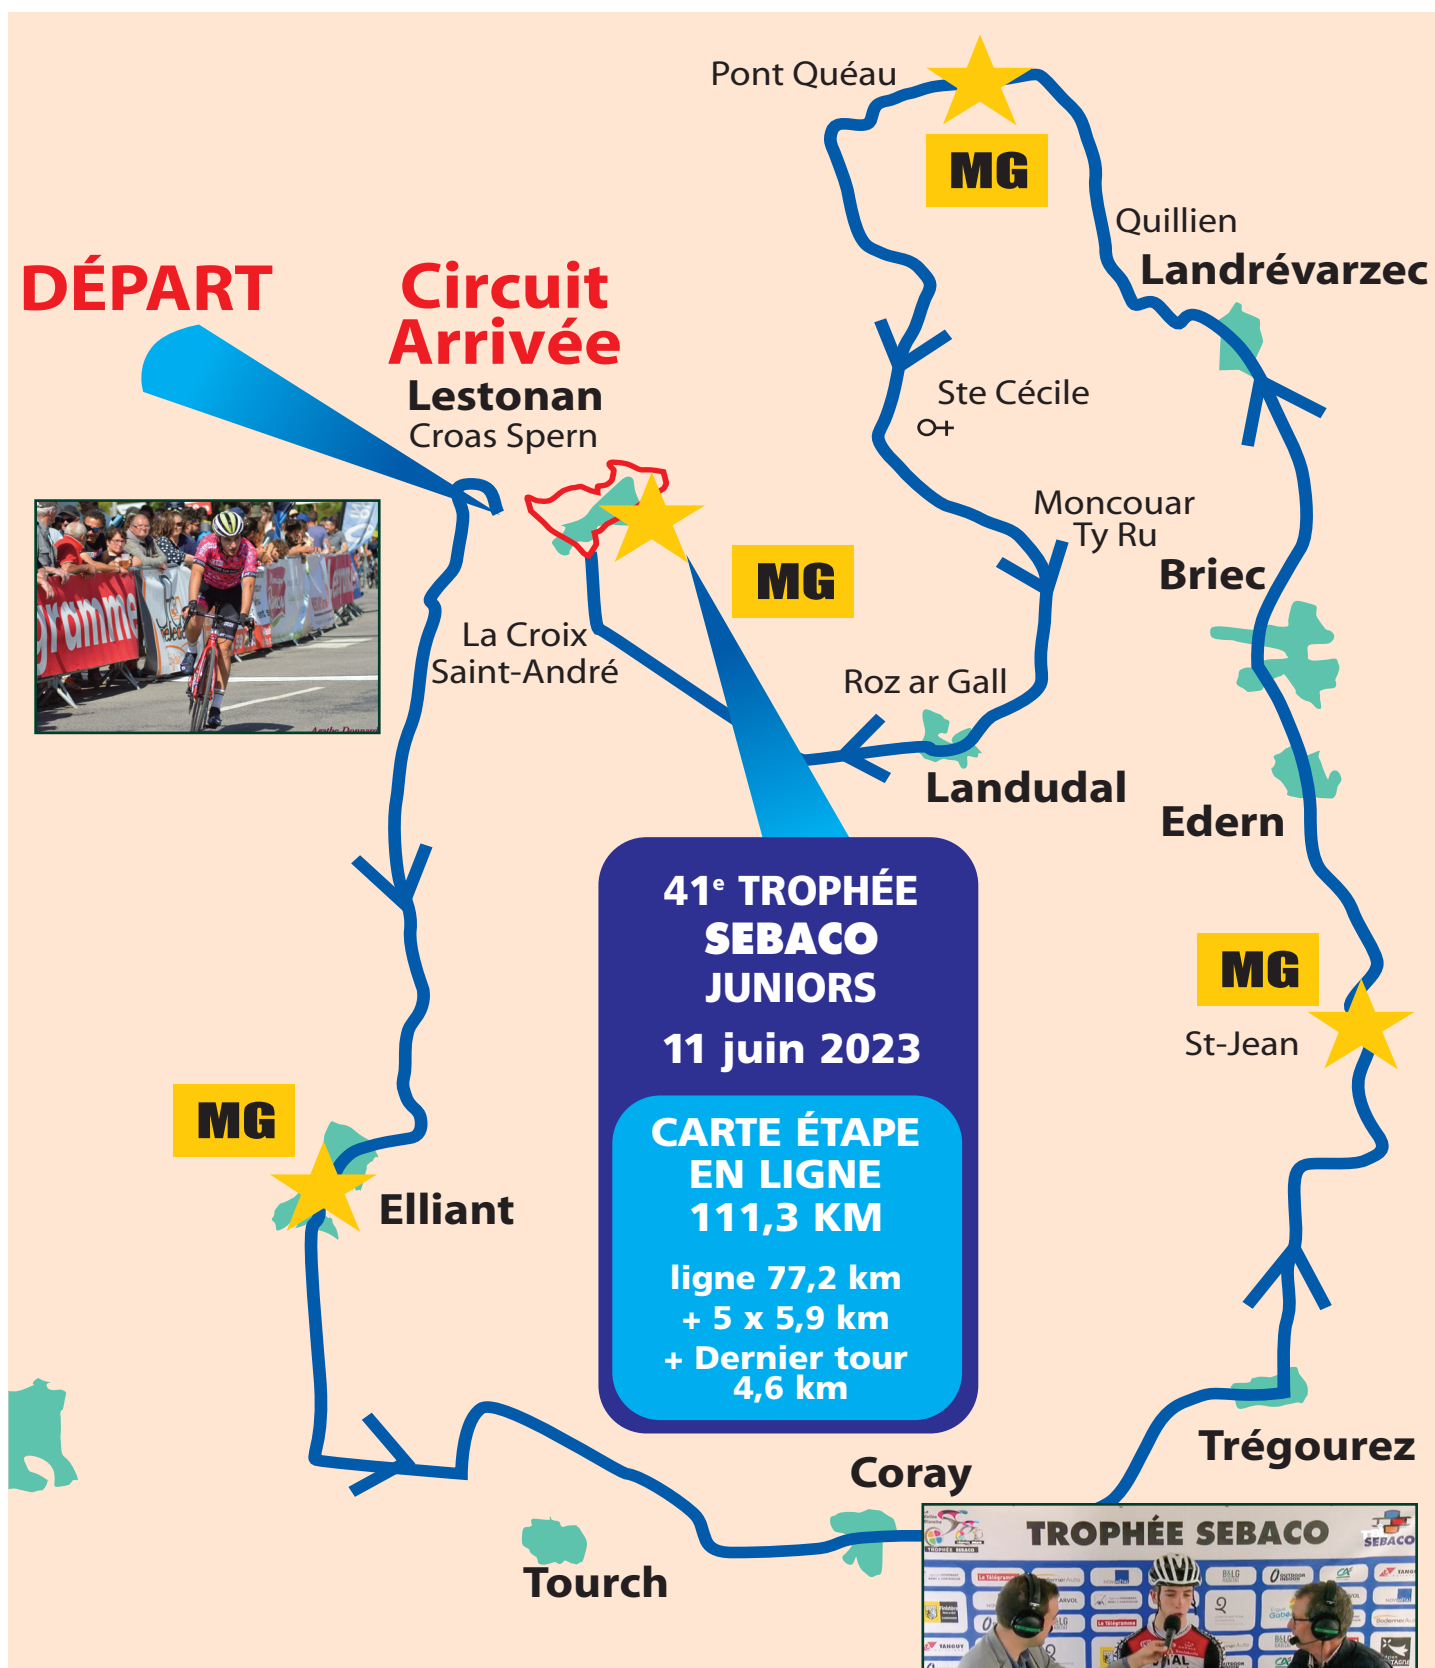 Pont Quéau
MG
Quillien
Landrévarzec
DÉPART
Circuit
Arrivée
Lestonan
Croas Spern
Ste Cécile
Moncouar
Ty Ru
Briec
MG
gramme
La Croix
Saint-André
Roz ar Gall
Landudal
Edern
41e TROPHÉE
SEBACO
JUNIORS
11 juin 2023
MG
St-Jean
MG
Elliant
CARTE ÉTAPE
EN LIGNE
111,3 KM
ligne 77,2 km
+ 5 x 5,9 km
+ Dernier tour
4,6 km
Trégourez
Coray
Tourch
TROPHÉE SEBACO
SEBACO